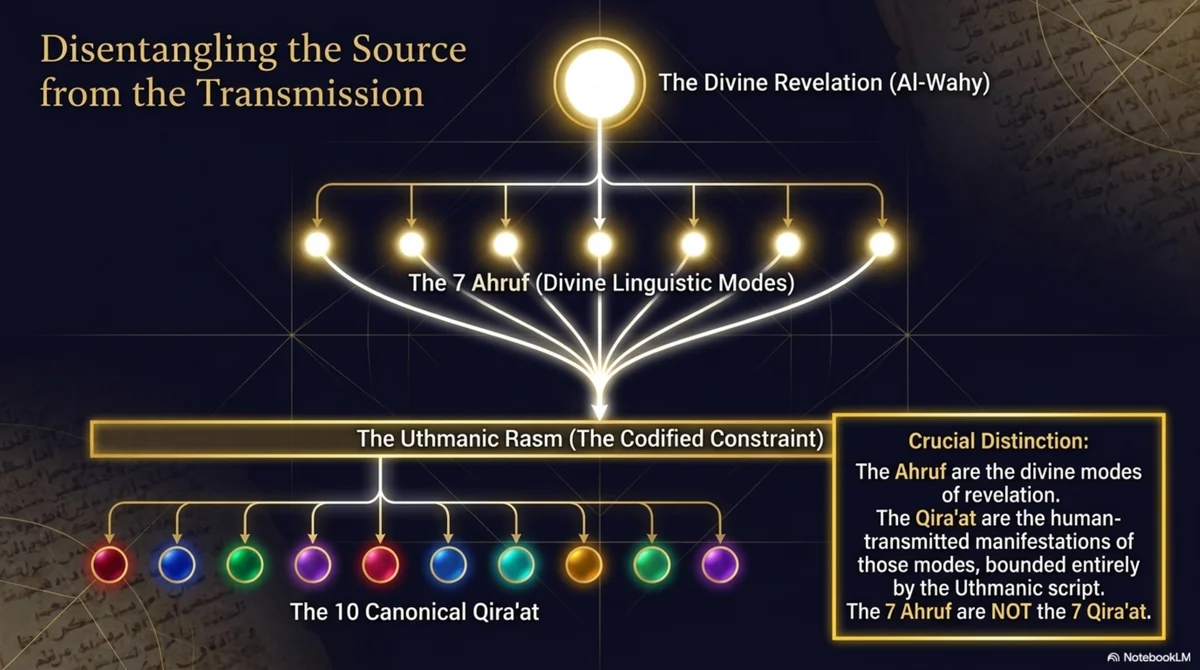 Disentangling the Source
from the Transmission
The Divine Revelation (Al-Wahy)
The 7 Ahruf (Divine Linguistic Modes)
The Uthmanic Rasm (The Codified Constraint)
The 10 Canonical Qira'at
Crucial Distinction:
The Ahruf are the divine modes
of revelation.
The Qira'at are the human-
transmitted manifestations of
those modes, bounded entirely
by the Uthmanic script.
The 7 Ahruf are NOT the 7 Qira'at.
NotebookLM